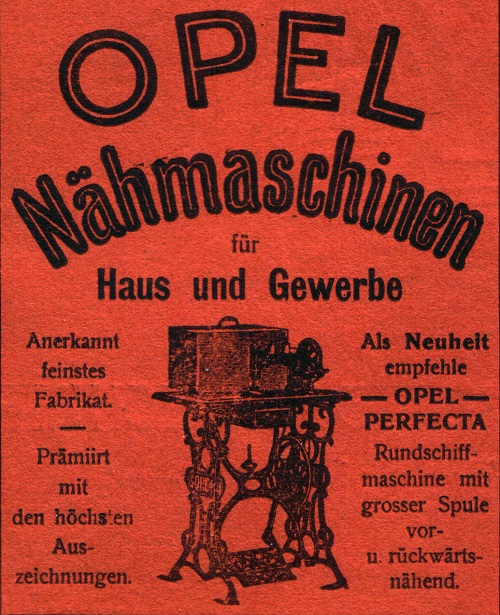 OPEL
Nähmaschinen
für
Haus und Gewerbe
Anerkannt
feinstes
Fabrikat.
Prämiirt
mit
den höchsten
Aus-
zeichnungen.
Als Neuheit
empfehle
— OPEL —
PERFECTA
Rundschiff-
maschine mit
grosser Spule
vor-
u. rückwärts-
nähend.